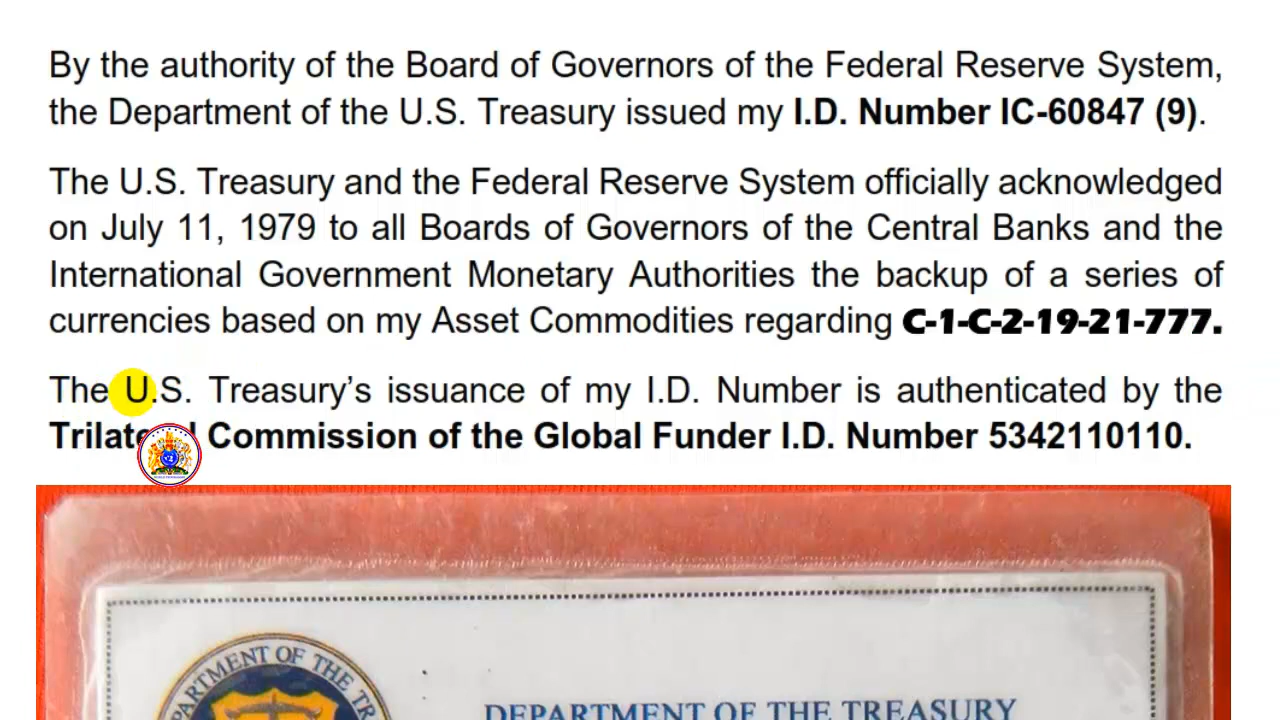 By the authority of the Board of Governors of the Federal Reserve System,
the Department of the U.S. Treasury issued my I.D. Number IC-60847 (9).
The U.S. Treasury and the Federal Reserve System officially acknowledged
on July 11, 1979 to all Boards of Governors of the Central Banks and the
International Government Monetary Authorities the backup of a series of
currencies based on my Asset Commodities regarding C-1-C-2-19-21-777.
The U.S. Treasury’s issuance of my I.D. Number is authenticated by the
Trilateral Commission of the Global Funder I.D. Number 5342110110.
DEPARTMENT OF THE
DEPARTMENT OF THE TREASURY